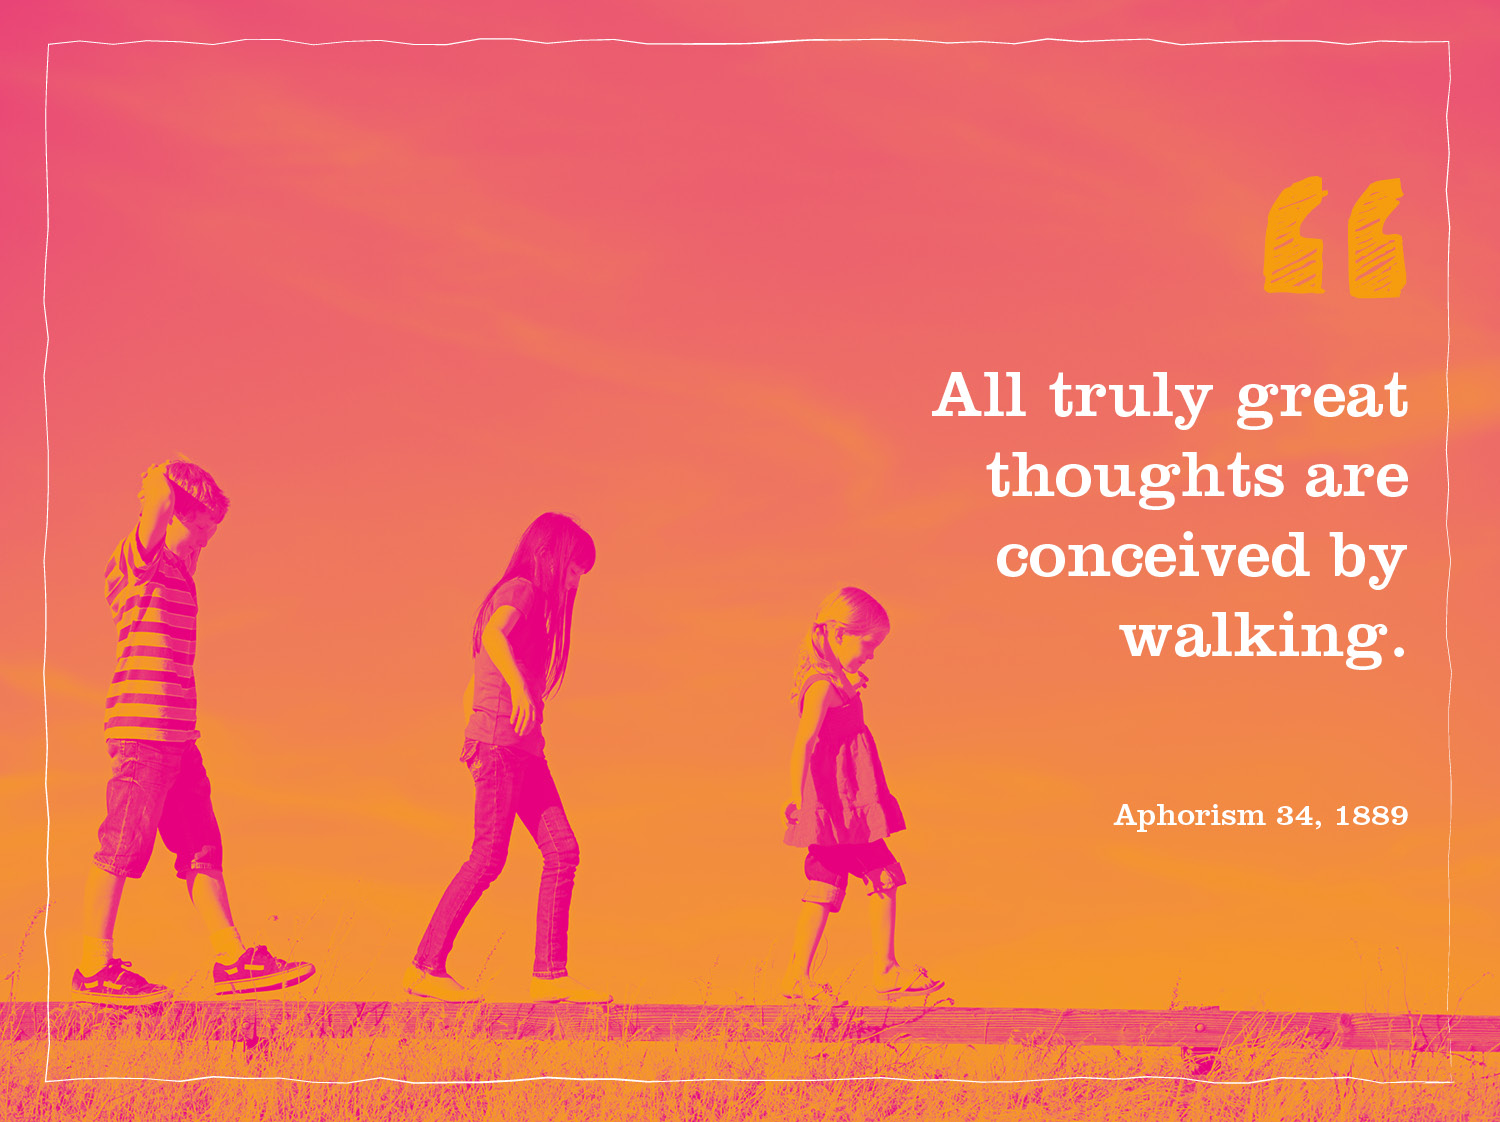 “
All truly great
thoughts are
conceived by
walking.
Aphorism 34, 1889